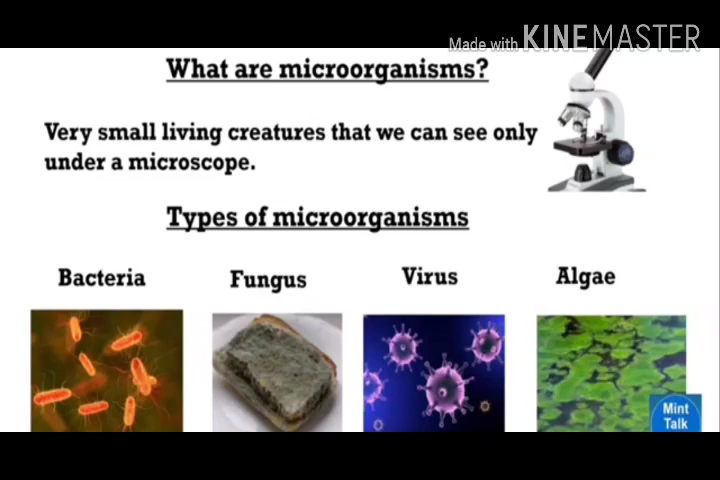 Made with KINEMASTER
What are microorganisms?
Very small living creatures that we can see only
under a microscope.
Types of microorganisms
Bacteria Fungus Virus Algae
Mint
Talk